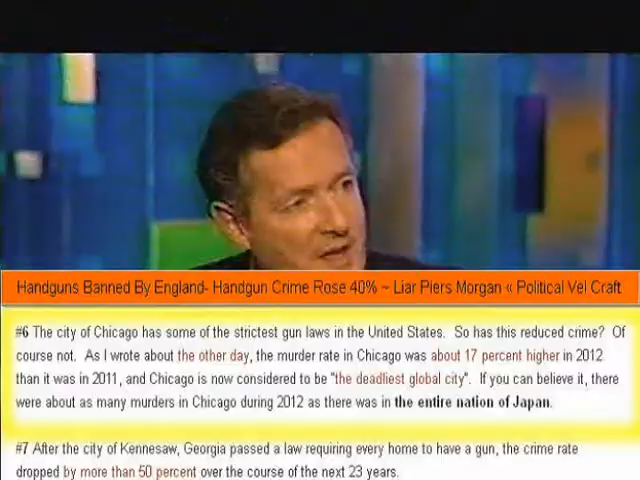 Handguns Banned By England- Handgun Crime Rose 40% ~ Liar Piers Morgan « Political Vel Craft
#6 The city of Chicago has some of the strictest gun laws in the United States.  So has this reduced crime?  Of
course not.  As I wrote about the other day, the murder rate in Chicago was about 17 percent higher in 2012
than it was in 2011, and Chicago is now considered to be "the deadliest global city".  If you can believe it, there
were about as many murders in Chicago during 2012 as there was in the entire nation of Japan.
#7 After the city of Kennesaw, Georgia passed a law requiring every home to have a gun, the crime rate
dropped by more than 50 percent over the course of the next 23 years.